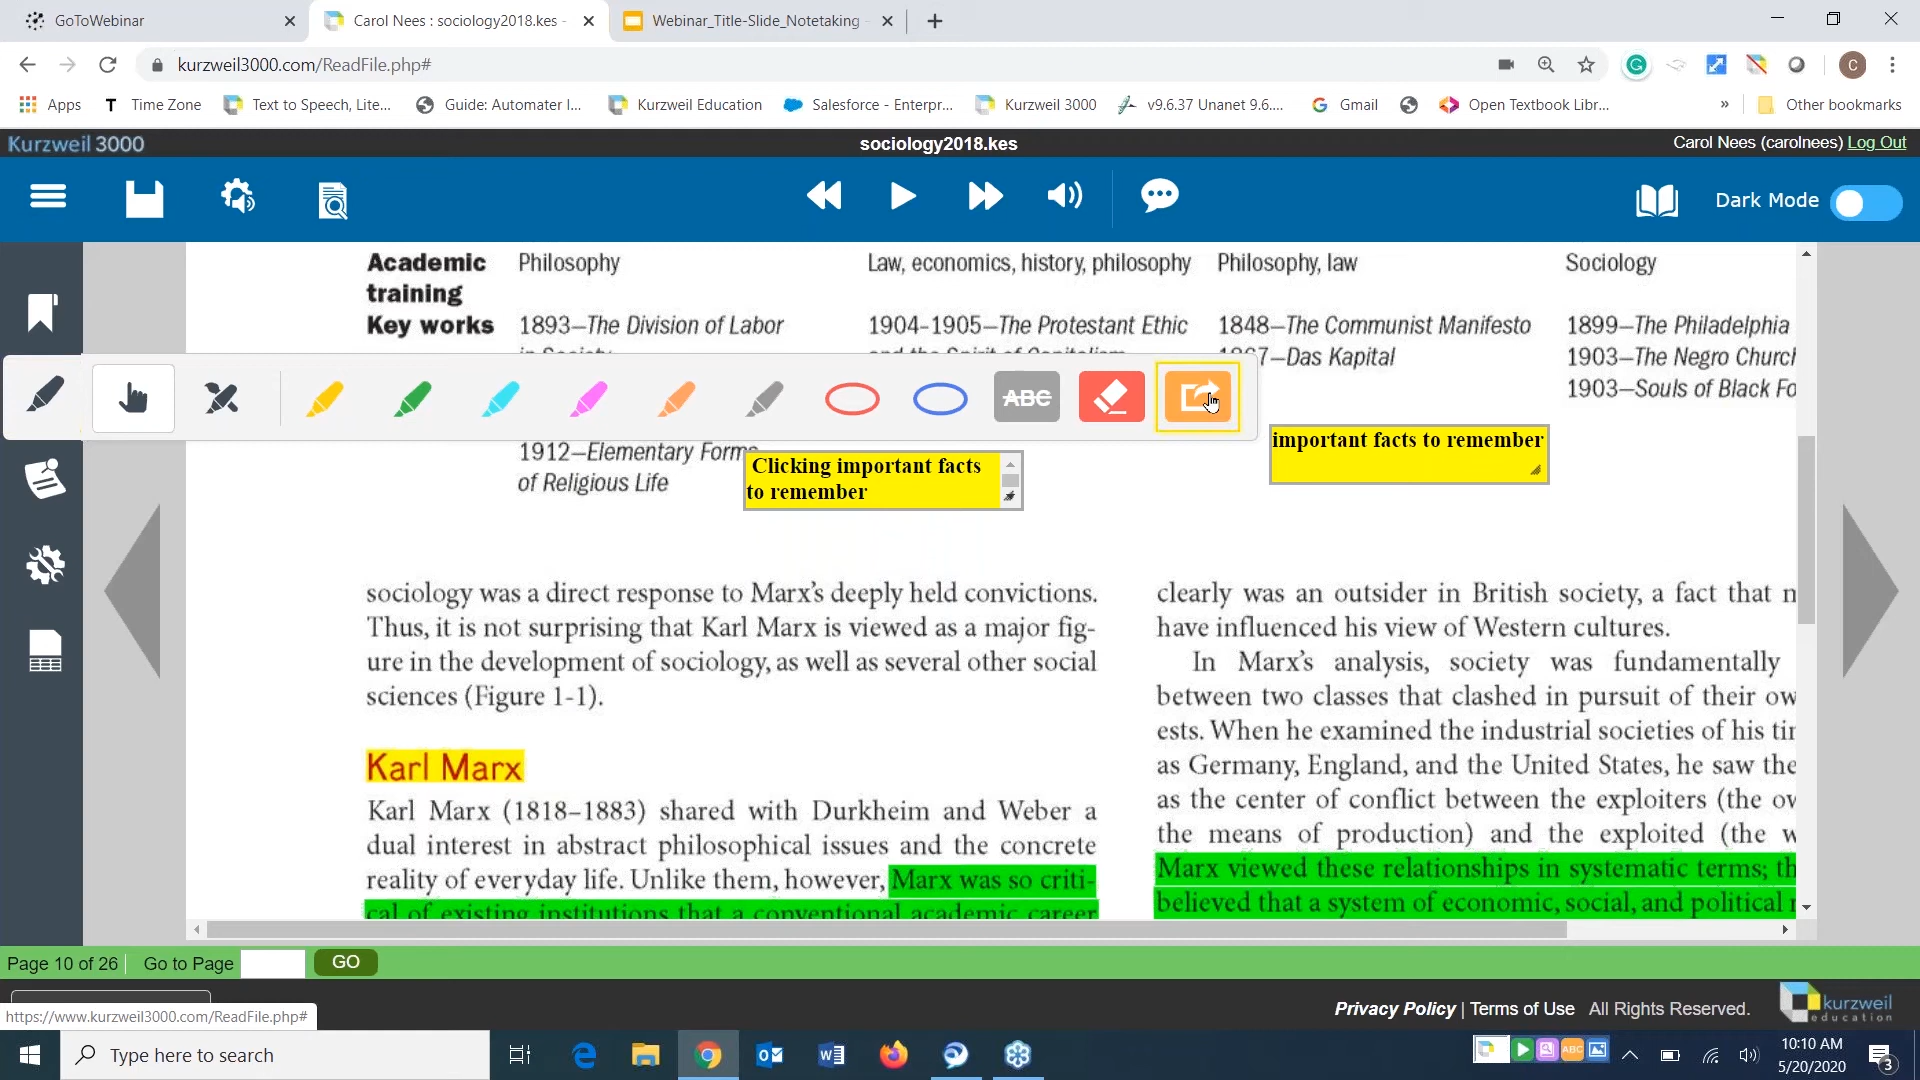 GoToWebinar
Carol Nees : sociology2018.kes -
Webinar_Title-Slide_Notetaking
kurzweil3000.com/ReadFile.php#
C
Apps
T Time Zone
Text to Speech, Lite...
Guide: Automater I...
Kurzweil Education
Salesforce - Enterpr...
Kurzweil 3000
v9.6.37 Unanet 9.6....
G Gmail
Open Textbook Libr...
»
Other bookmarks
Kurzweil 3000
sociology2018.kes
Carol Nees (carolnees) Log Out
Dark Mode
Academic training
Philosophy
Law, economics, history, philosophy
Philosophy, law
Sociology
Key works
1893–The Division of Labor
1904-1905–The Protestant Ethic
1848–The Communist Manifesto
1899–The Philadelphia
in Society
and the Spirit of Capitalism
67–Das Kapital
1903–The Negro Church
1903–Souls of Black Fo
ABC
1912–Elementary Forms
of Religious Life
Clicking important facts
to remember
important facts to remember
sociology was a direct response to Marx's deeply held convictions.
Thus, it is not surprising that Karl Marx is viewed as a major fig-
ure in the development of sociology, as well as several other social
sciences (Figure 1-1).
Karl Marx
Karl Marx (1818–1883) shared with Durkheim and Weber a
dual interest in abstract philosophical issues and the concrete
reality of everyday life. Unlike them, however, Marx was so criti-
cal of existing institutions that a conventional academic career
clearly was an outsider in British society, a fact that
have influenced his view of Western cultures.
In Marx's analysis, society was fundamentally
between two classes that clashed in pursuit of their ow
ests. When he examined the industrial societies of his
as Germany, England, and the United States, he saw the
as the center of conflict between the exploiters (the
the means of production) and the exploited (the
Marx viewed these relationships in systematic terms;
believed that a system of economic, social, and political
Page 10 of 26
Go to Page
GO
https://www.kurzweil3000.com/ReadFile.php#
Privacy Policy | Terms of Use All Rights Reserved.
kurzweil
education
Type here to search
ABC
10:10 AM
5/20/2020
3